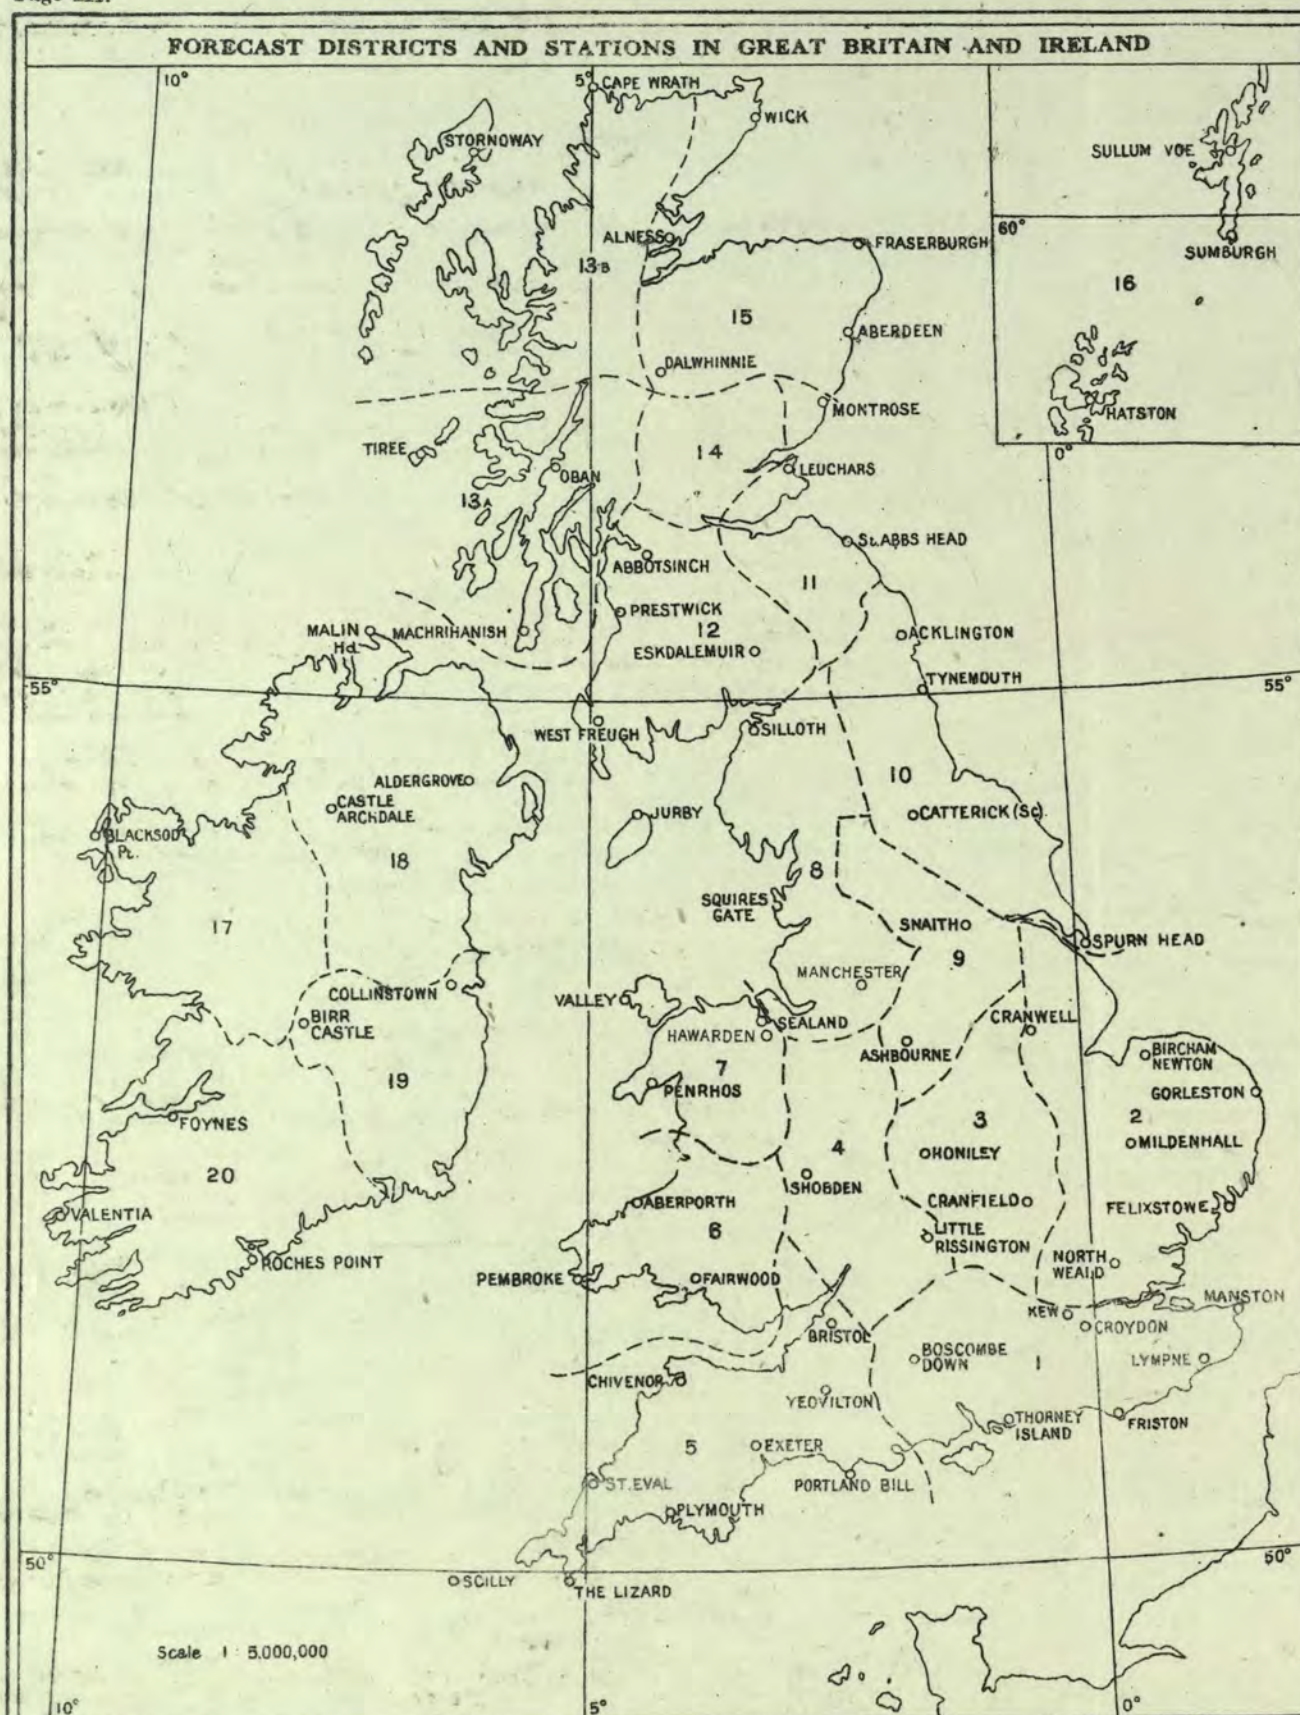 FORECAST DISTRICTS AND STATIONS IN GREAT BRITAIN AND IRELAND
10°
5°
CAPE WRATH
WICK
STORNOWAY
SULLUM VOE
60°
SUMBURGH
ALNESS
FRASERBURGH
13B
16
15
ABERDEEN
DALWHINNIE
MONTROSE
HATSTON
TIREE
14
0°
OBAN
LEUCHARS
13A
St. ABBS HEAD
ABBOTSINCH
11
PRESTWICK
MALIN
Hd.
MACHRIHANISH
12
ACKLINGTON
ESKDALEMUIR
55°
TYNEMOUTH
55°
WEST FREUGH
SILLOTH
ALDERGROVE
10
CASTLE
ARCHDALE
JURBY
CATTERICK (Sc)
BLACKSOD
Pt.
18
8
SQUIRES
GATE
17
SNAITH
SPURN HEAD
9
MANCHESTER
COLLINSTOWN
VALLEY
BIRR
CASTLE
SEALAND
CRANWELL
HAWARDEN
ASHBOURNE
BIRCHAM
NEWTON
7
19
PENRHOS
GORLESTON
FOYNES
3
2
MILDENHALL
4
HONILEY
20
SHOBDEN
ABERPORTH
CRANFIELD
FELIXSTOWE
VALENTIA
6
LITTLE
RISSINGTON
ROCHES POINT
NORTH
WEALD
PEMBROKE
FAIRWOOD
MANSTON
KEW
CROYDON
BRISTOL
BOSCOMBE
DOWN
1
LYMPNE
CHIVENOR
YEOVILTON
THORNEY
ISLAND
FRISTON
5
EXETER
ST. EVAL
PORTLAND BILL
PLYMOUTH
50°
50°
SCILLY
THE LIZARD
Scale 1 : 5,000,000
10°
5°
0°